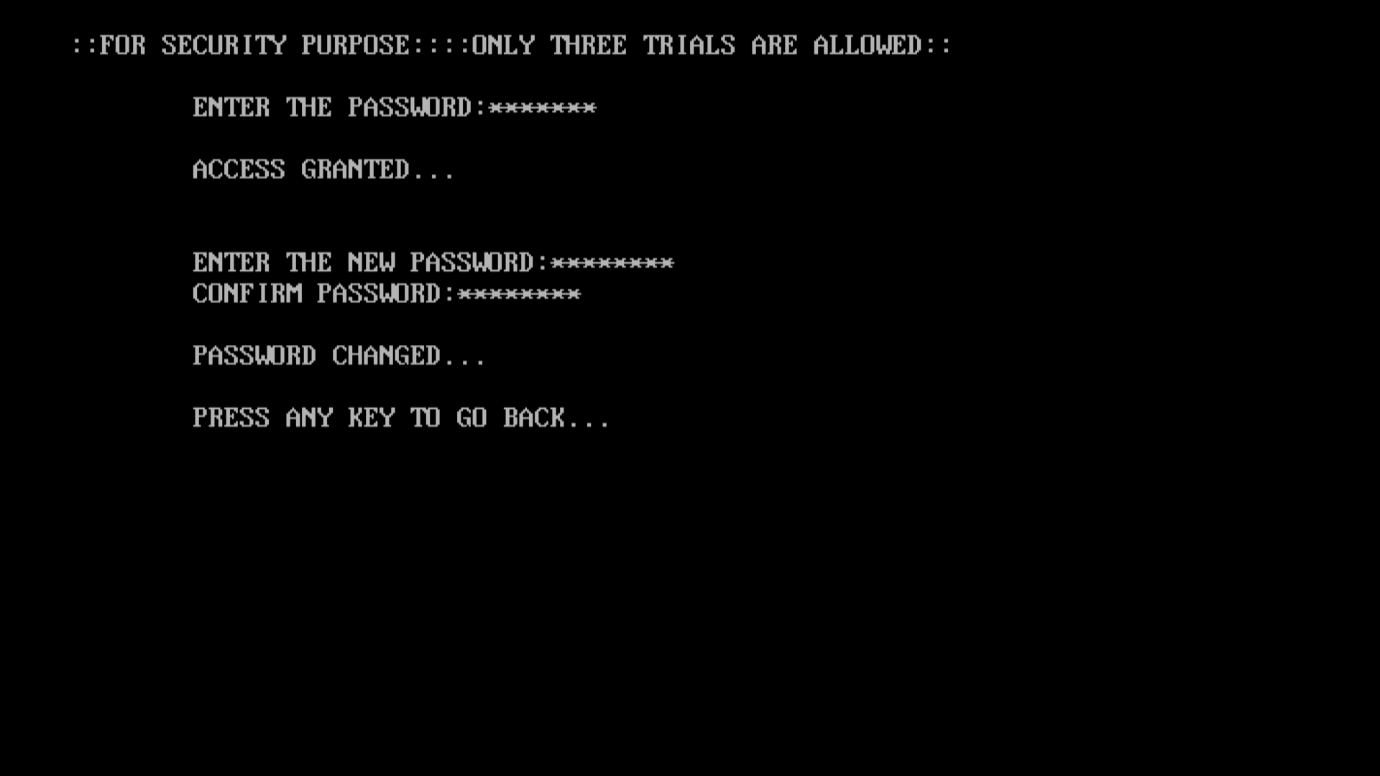 ::FOR SECURITY PURPOSE::::ONLY THREE TRIALS ARE ALLOWED::
ENTER THE PASSWORD:*******
ACCESS GRANTED...
ENTER THE NEW PASSWORD:********
CONFIRM PASSWORD:********
PASSWORD CHANGED...
PRESS ANY KEY TO GO BACK...